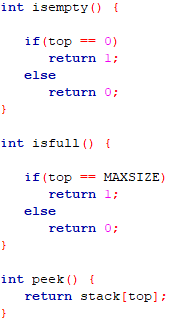 int isempty() {
if(top == 0)
return 1;
else
return 0;
}
int isfull() {
if(top == MAXSIZE)
return 1;
else
return 0;
}
int peek() {
return stack[top];
}